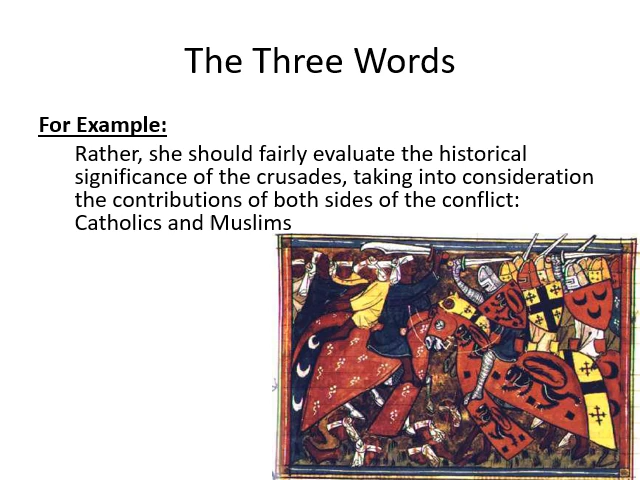 The Three Words
For Example:
Rather, she should fairly evaluate the historical
significance of the crusades, taking into consideration
the contributions of both sides of the conflict:
Catholics and Muslims